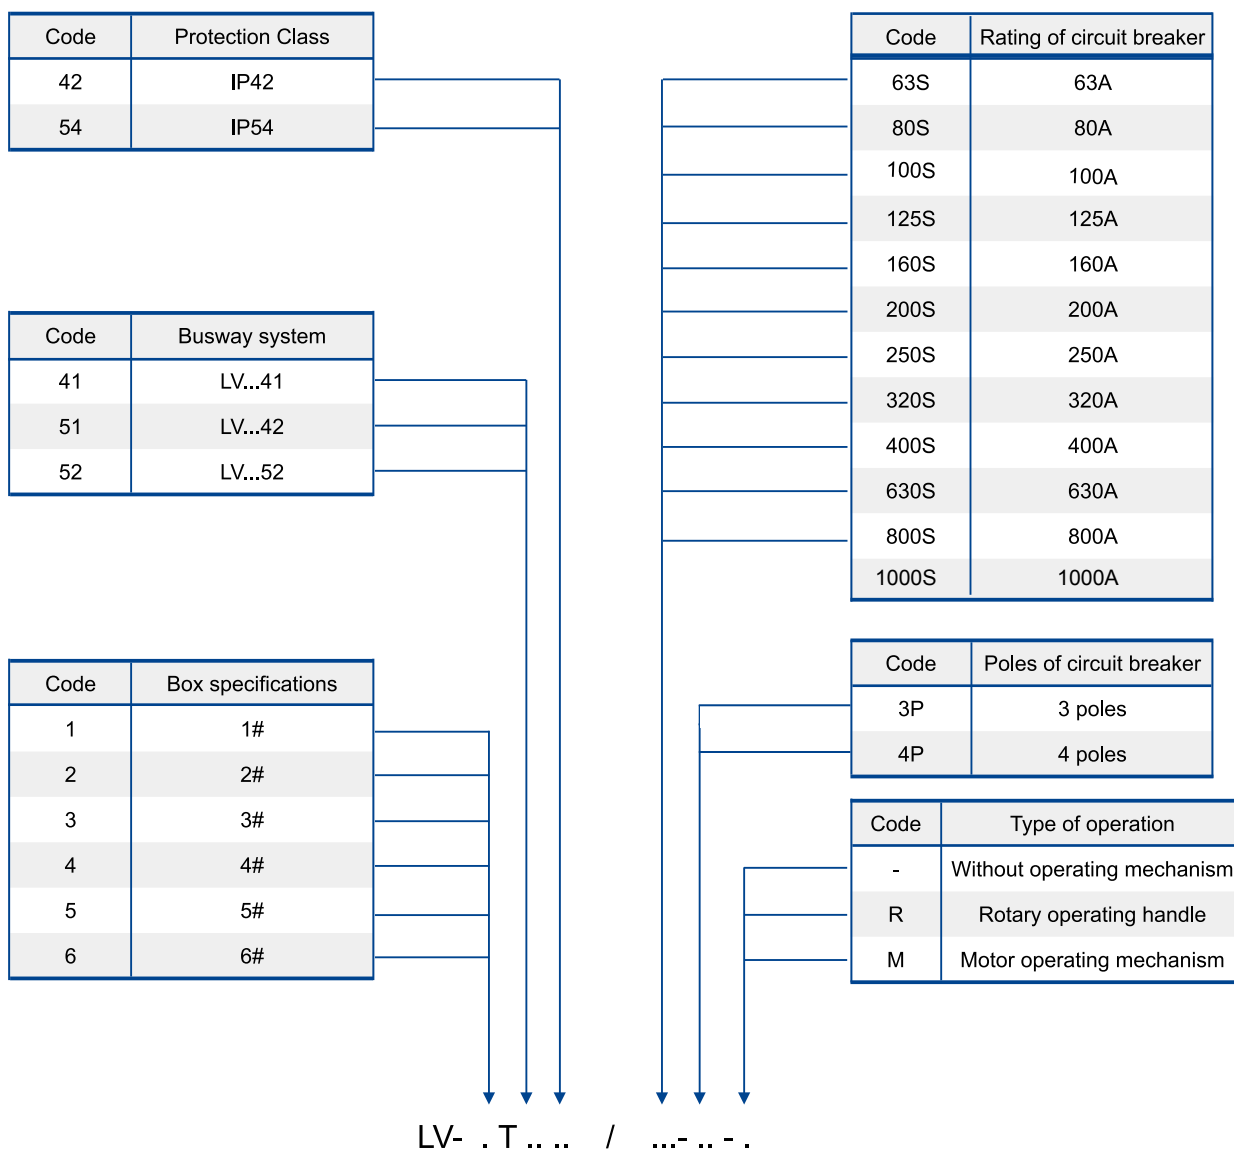 Code Protection Class
42 IP42
54 IP54
Code Busway system
41 LV...41
51 LV...42
52 LV...52
Code Box specifications
1 1#
2 2#
3 3#
4 4#
5 5#
6 6#
Code Rating of circuit breaker
63S 63A
80S 80A
100S 100A
125S 125A
160S 160A
200S 200A
250S 250A
320S 320A
400S 400A
630S 630A
800S 800A
1000S 1000A
Code Poles of circuit breaker
3P 3 poles
4P 4 poles
Code Type of operation
- Without operating mechanism
R Rotary operating handle
M Motor operating mechanism
LV- . T .. .. / ...- .. - .